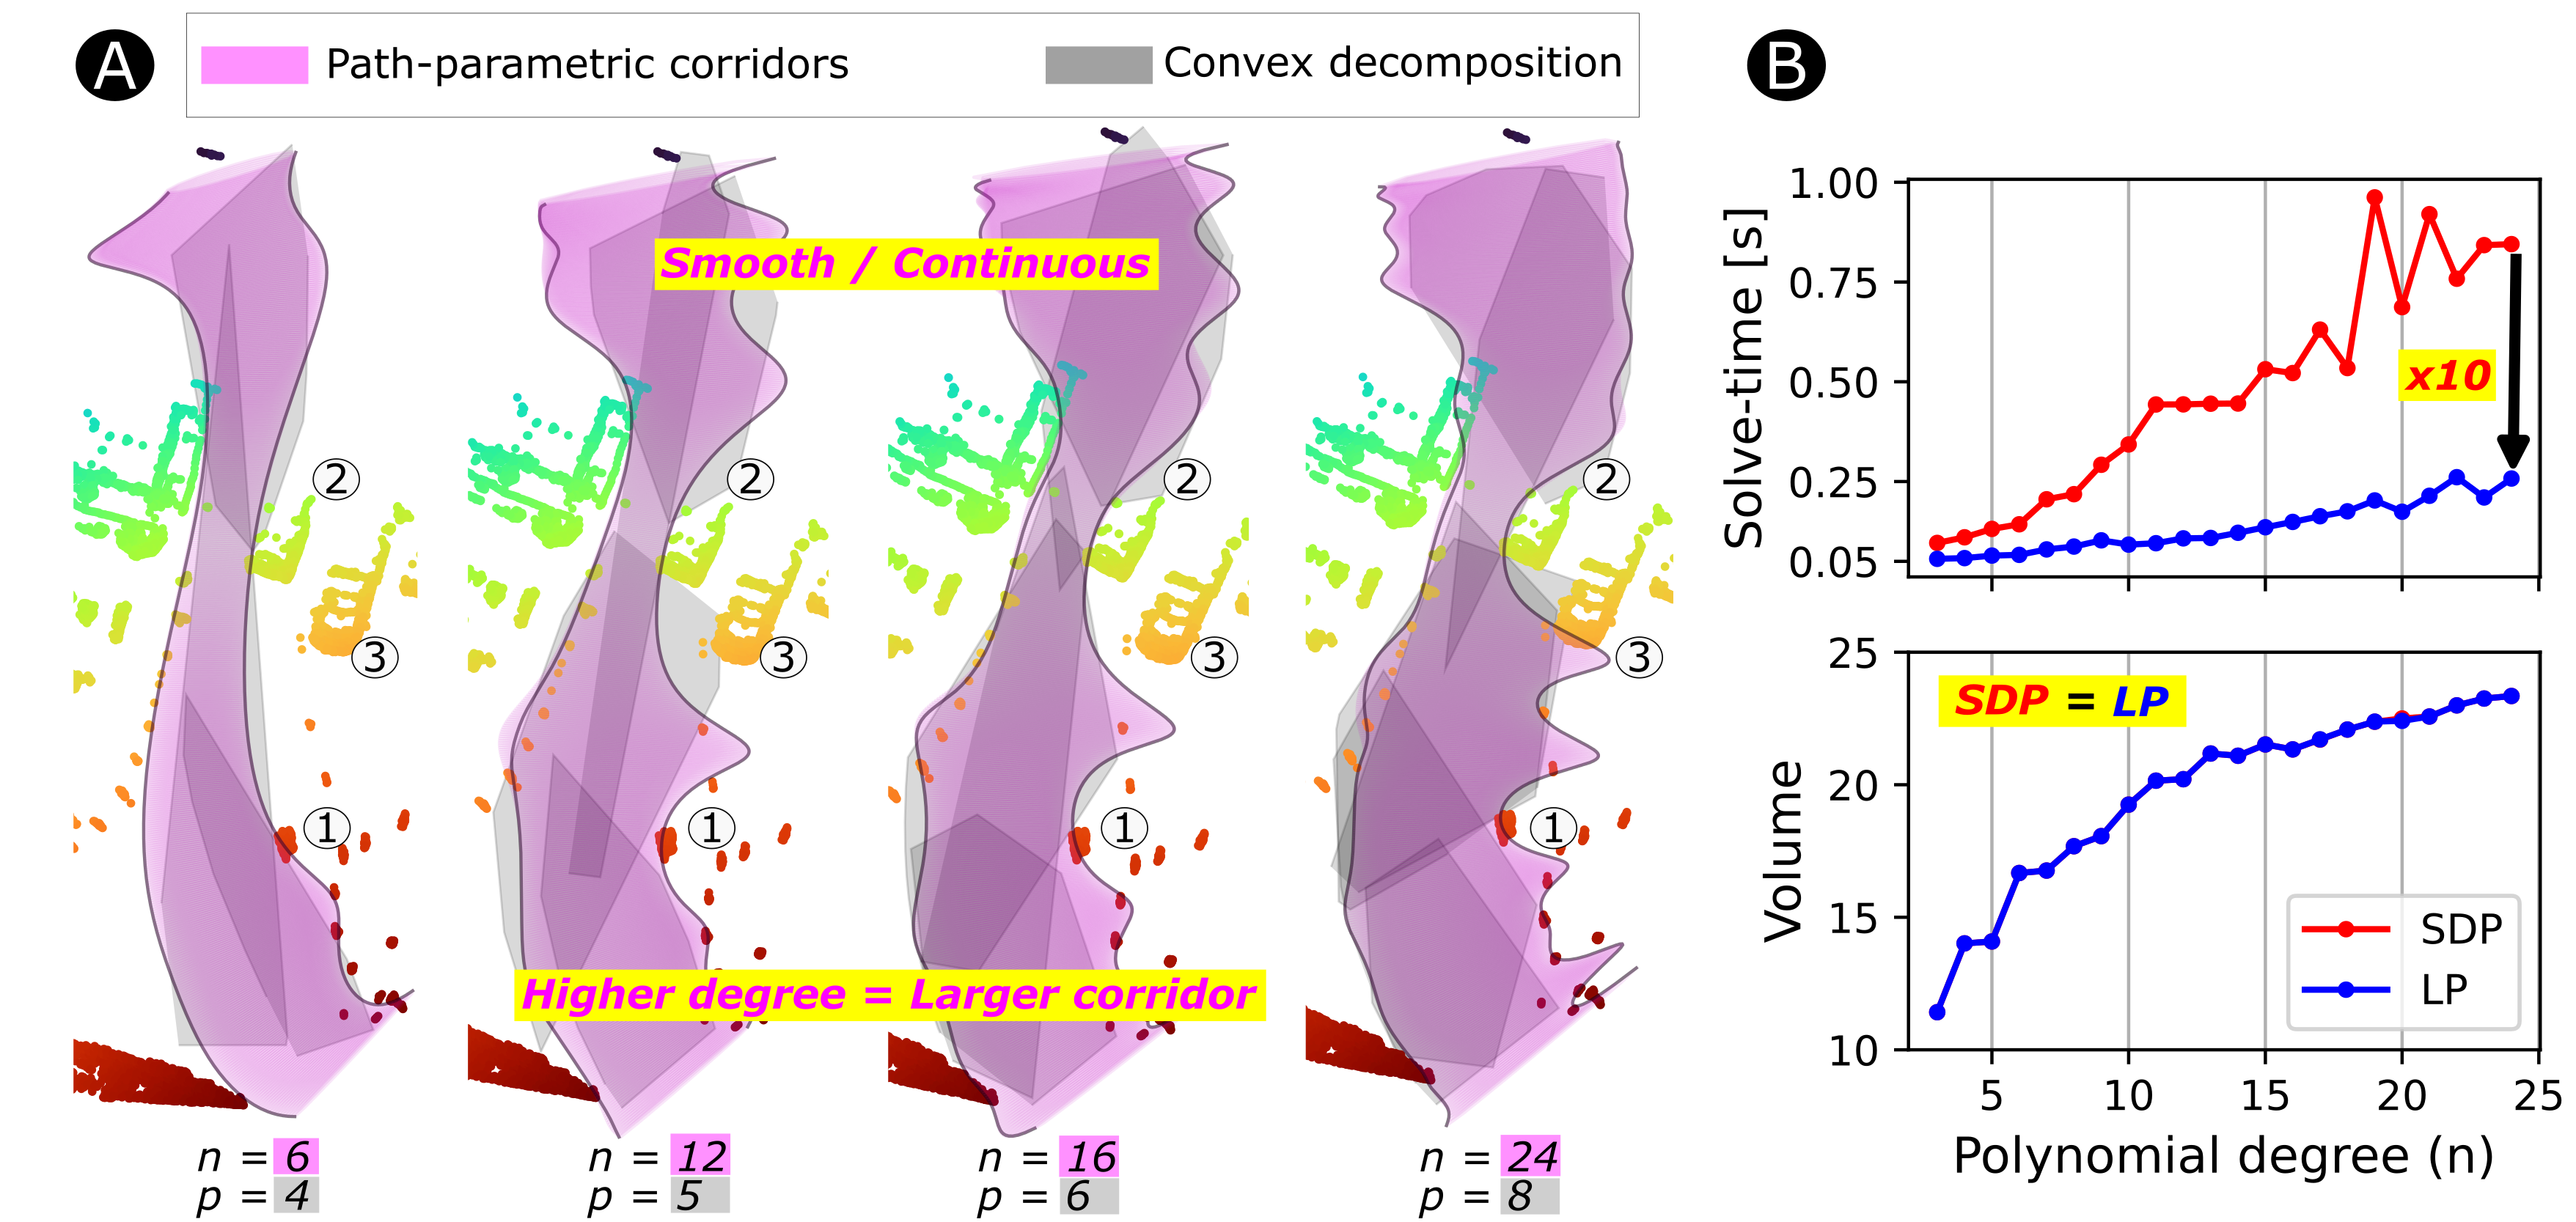 A
Path-parametric corridors
Convex decomposition
Smooth / Continuous
2
2
2
2
3
3
3
3
1
1
1
1
Higher degree = Larger corridor
n = 6
p = 4
n = 12
p = 5
n = 16
p = 6
n = 24
p = 8
B
Solve-time [s]
1.00
0.75
0.50
0.25
0.05
x10
Volume
25
20
15
10
SDP = LP
SDP
LP
5
10
15
20
25
Polynomial degree (n)